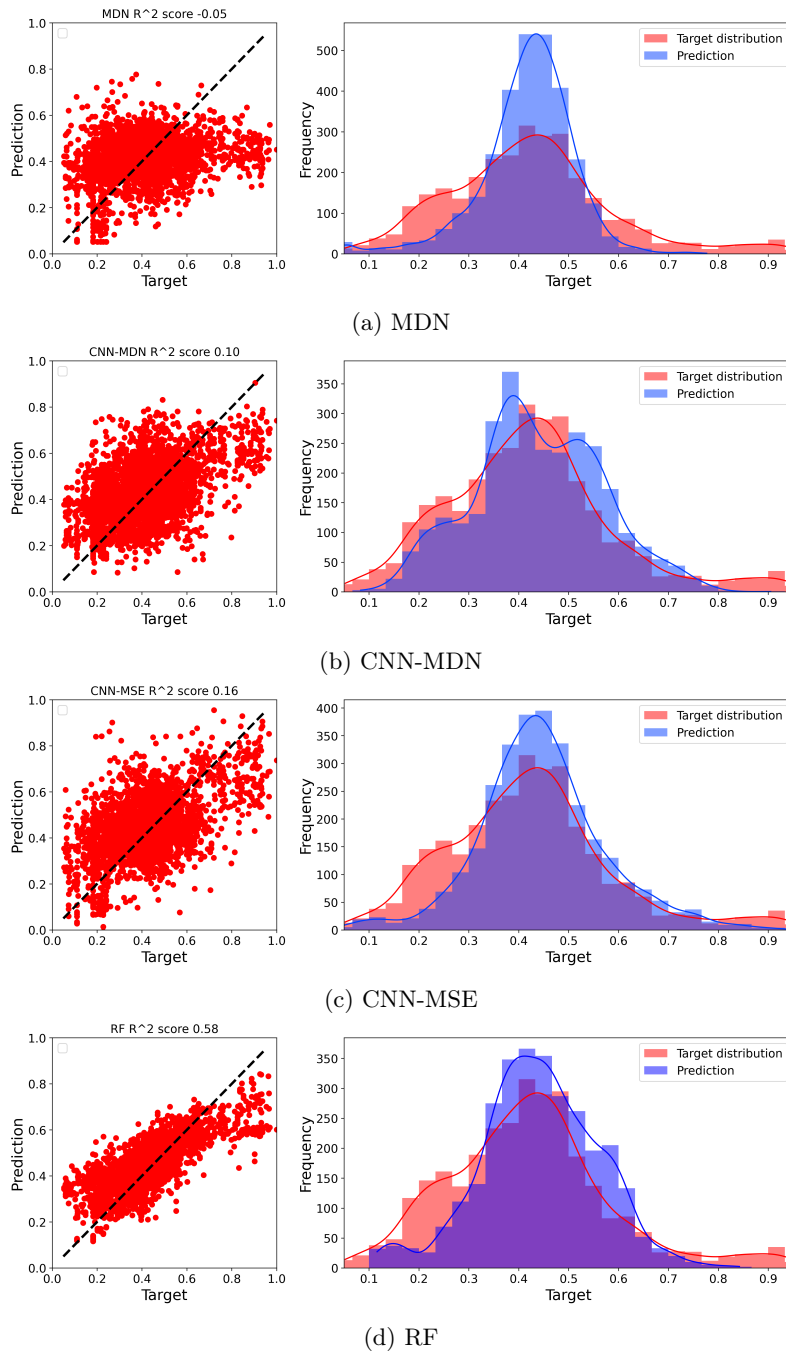 MDN R^2 score -0.05
Prediction
1.0
0.8
0.6
0.4
0.2
0.0
0.0 0.2 0.4 0.6 0.8 1.0
Target
Frequency
500
400
300
200
100
0
0.1 0.2 0.3 0.4 0.5 0.6 0.7 0.8 0.9
Target
Target distribution
Prediction
(a) MDN
CNN-MDN R^2 score 0.10
Prediction
1.0
0.8
0.6
0.4
0.2
0.0
0.0 0.2 0.4 0.6 0.8 1.0
Target
Frequency
350
300
250
200
150
100
50
0
0.1 0.2 0.3 0.4 0.5 0.6 0.7 0.8 0.9
Target
Target distribution
Prediction
(b) CNN-MDN
CNN-MSE R^2 score 0.16
Prediction
1.0
0.8
0.6
0.4
0.2
0.0
0.0 0.2 0.4 0.6 0.8 1.0
Target
Frequency
400
350
300
250
200
150
100
50
0
0.1 0.2 0.3 0.4 0.5 0.6 0.7 0.8 0.9
Target
Target distribution
Prediction
(c) CNN-MSE
RF R^2 score 0.58
Prediction
1.0
0.8
0.6
0.4
0.2
0.0
0.0 0.2 0.4 0.6 0.8 1.0
Target
Frequency
350
300
250
200
150
100
50
0
0.1 0.2 0.3 0.4 0.5 0.6 0.7 0.8 0.9
Target
Target distribution
Prediction
(d) RF